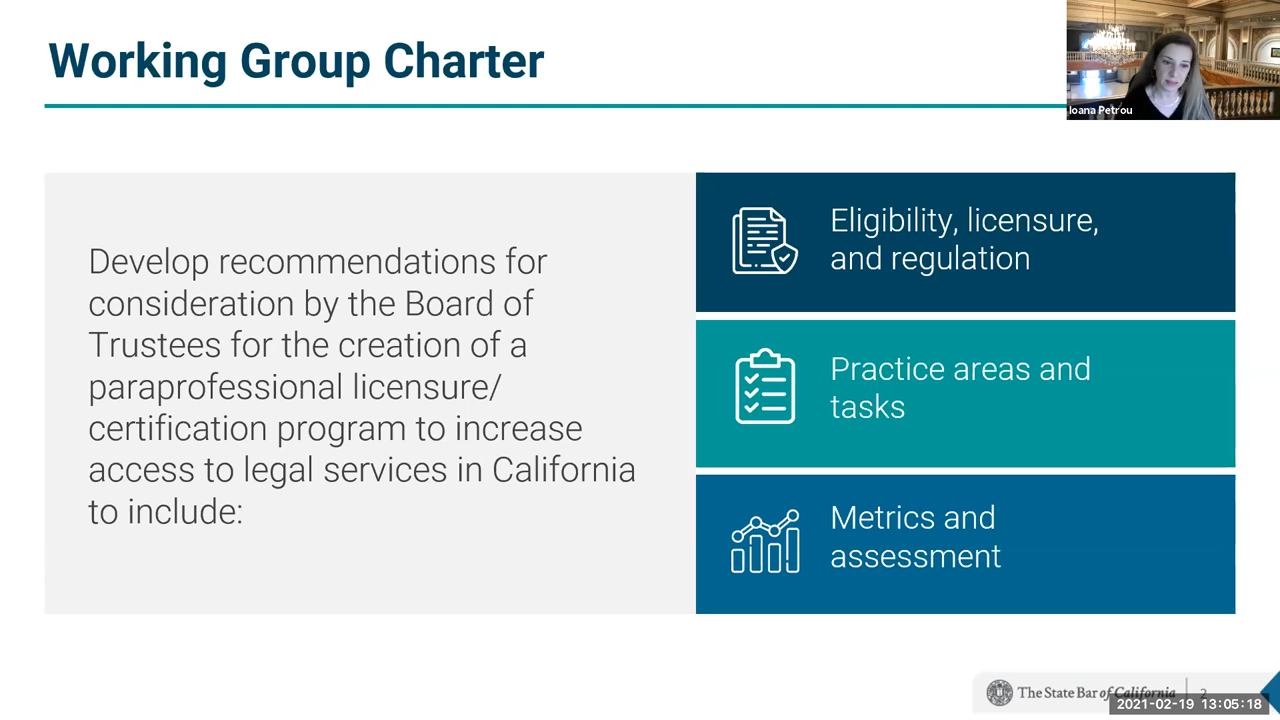 Working Group Charter
Ioana Petrou
Develop recommendations for
consideration by the Board of
Trustees for the creation of a
paraprofessional licensure/
certification program to increase
access to legal services in California
to include:
Eligibility, licensure,
and regulation
Practice areas and
tasks
Metrics and
assessment
The State Bar of California
2
2021-02-19 13:05:18